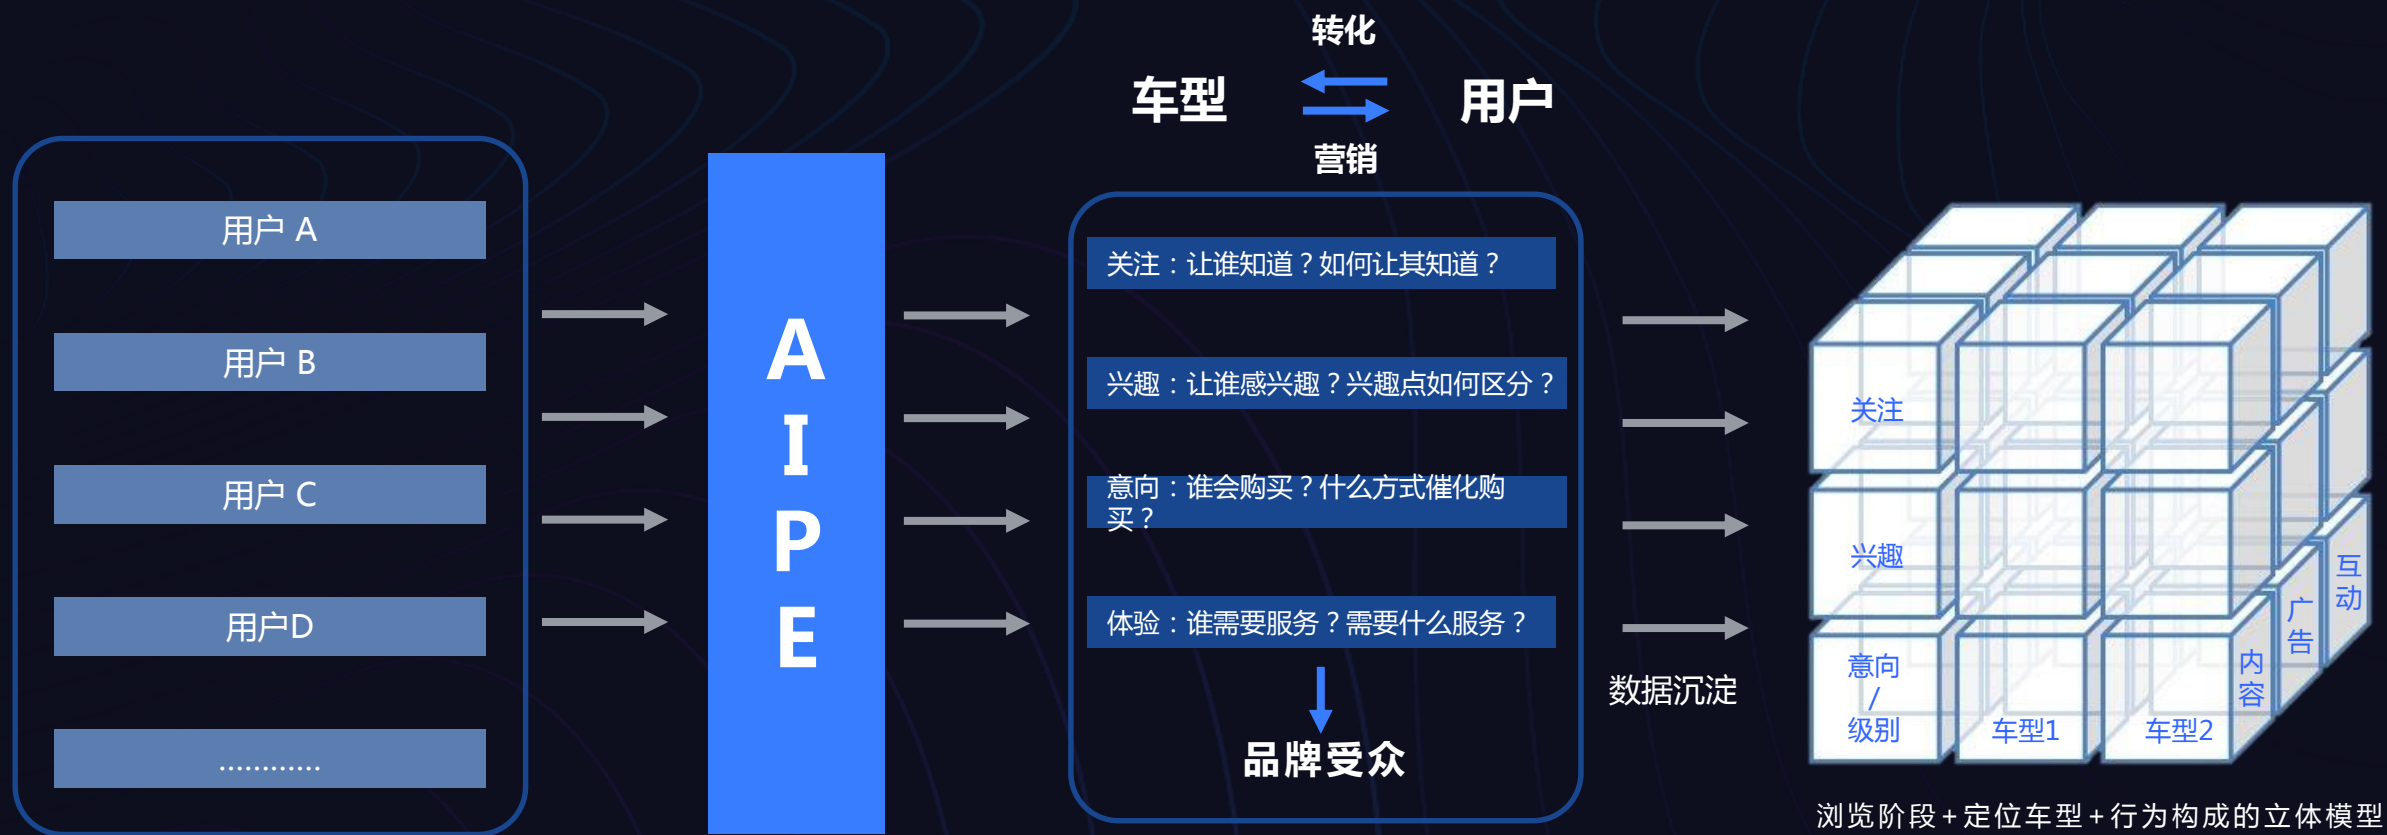 转化
车型
用户
营销
用户 A
用户 B
用户 C
用户D
............
A
I
P
E
关注：让谁知道？如何让其知道？
兴趣：让谁感兴趣？兴趣点如何区分？
意向：谁会购买？什么方式催化购
买？
体验：谁需要服务？需要什么服务？
品牌受众
数据沉淀
关注
兴趣
意向
/
级别
车型1
车型2
内
容
广
告
互
动
浏览阶段+定位车型+行为构成的立体模型